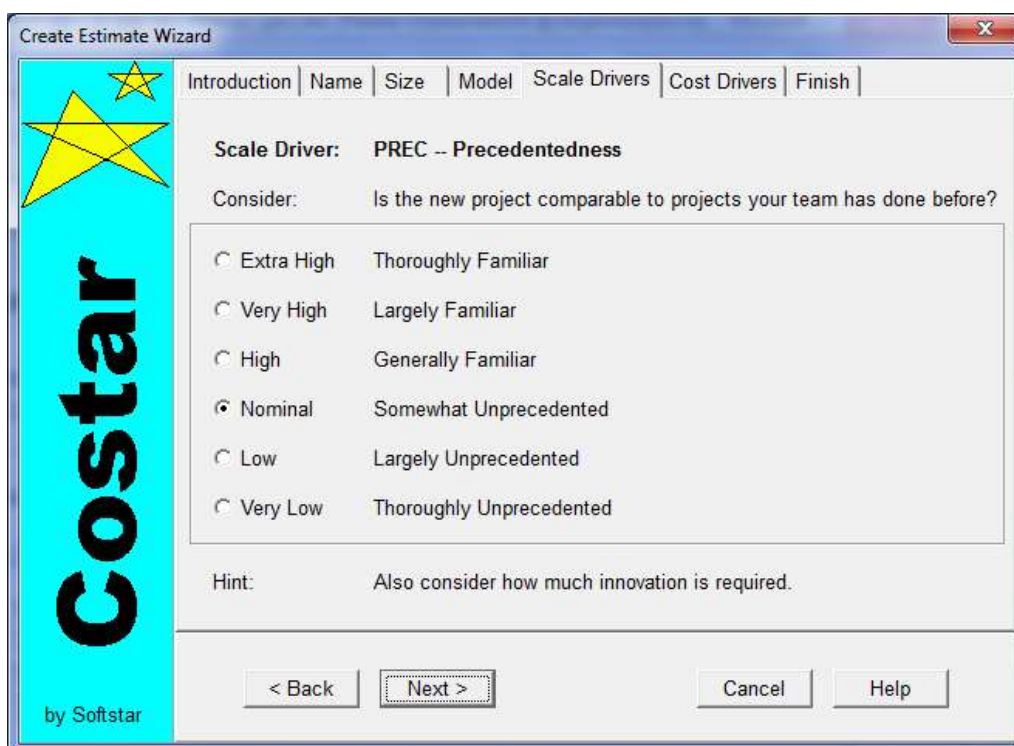 Create Estimate Wizard
Introduction Name Size Model Scale Drivers Cost Drivers Finish
Scale Driver: PREC -- Precedentedness
Consider: Is the new project comparable to projects your team has done before?
Extra High Thoroughly Familiar
Very High Largely Familiar
High Generally Familiar
Nominal Somewhat Unprecedented
Low Largely Unprecedented
Very Low Thoroughly Unprecedented
Hint: Also consider how much innovation is required.
< Back Next > Cancel Help
Costar
by Softstar